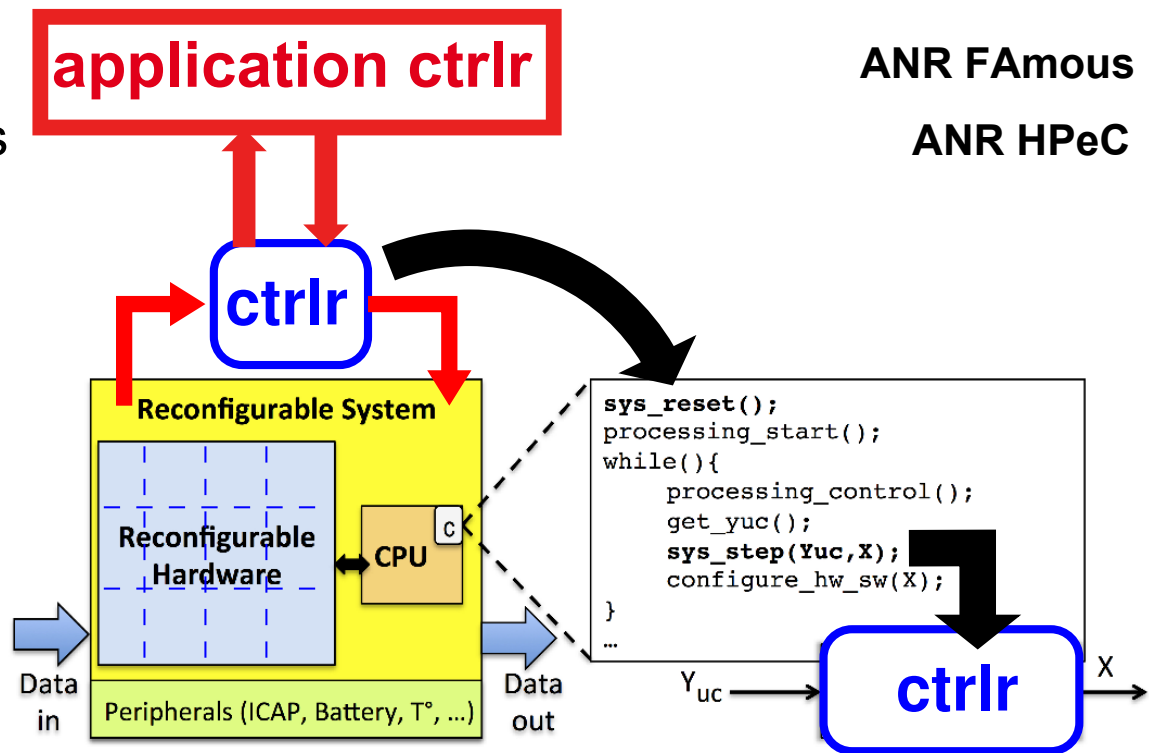 application ctrlr
ANR FAmous
s
ANR HPeC
ctrlr
Reconfigurable System
Reconfigurable
Hardware
CPU
C
Data
in
Data
out
Peripherals (ICAP, Battery, T°, ...)
sys_reset();
processing_start();
while(){
processing_control();
get_yuc();
sys_step(Yuc,X);
configure_hw_sw(X);
}
…
Yuc
ctrlr
X